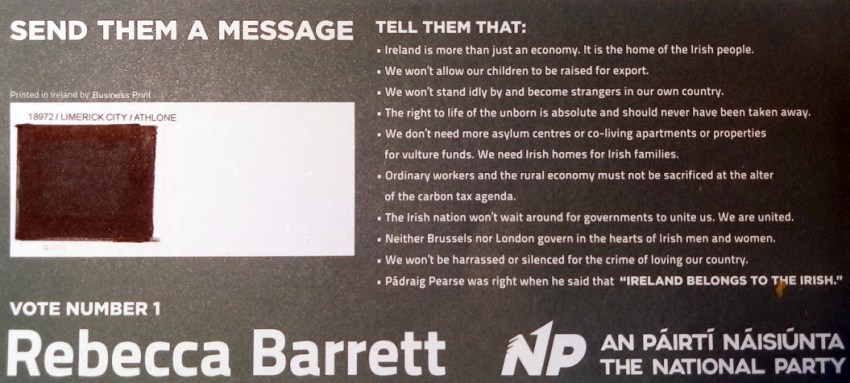 SEND THEM A MESSAGE
Printed in Ireland by Business Print
18972 / LIMERICK CITY / ATHLONE
VOTE NUMBER 1
Rebecca Barrett
TELL THEM THAT:
• Ireland is more than just an economy. It is the home of the Irish people.
• We won't allow our children to be raised for export.
• We won't stand idly by and become strangers in our own country.
• The right to life of the unborn is absolute and should never have been taken away.
• We don't need more asylum centres or co-living apartments or properties
for vulture funds. We need Irish homes for Irish families.
• Ordinary workers and the rural economy must not be sacrificed at the alter
of the carbon tax agenda.
• The Irish nation won't wait around for governments to unite us. We are united.
• Neither Brussels nor London govern in the hearts of Irish men and women.
• We won't be harrassed or silenced for the crime of loving our country.
• Pádraig Pearse was right when he said that "IRELAND BELONGS TO THE IRISH."
NP
AN PÁIRTÍ NÁISIÚNTA
THE NATIONAL PARTY